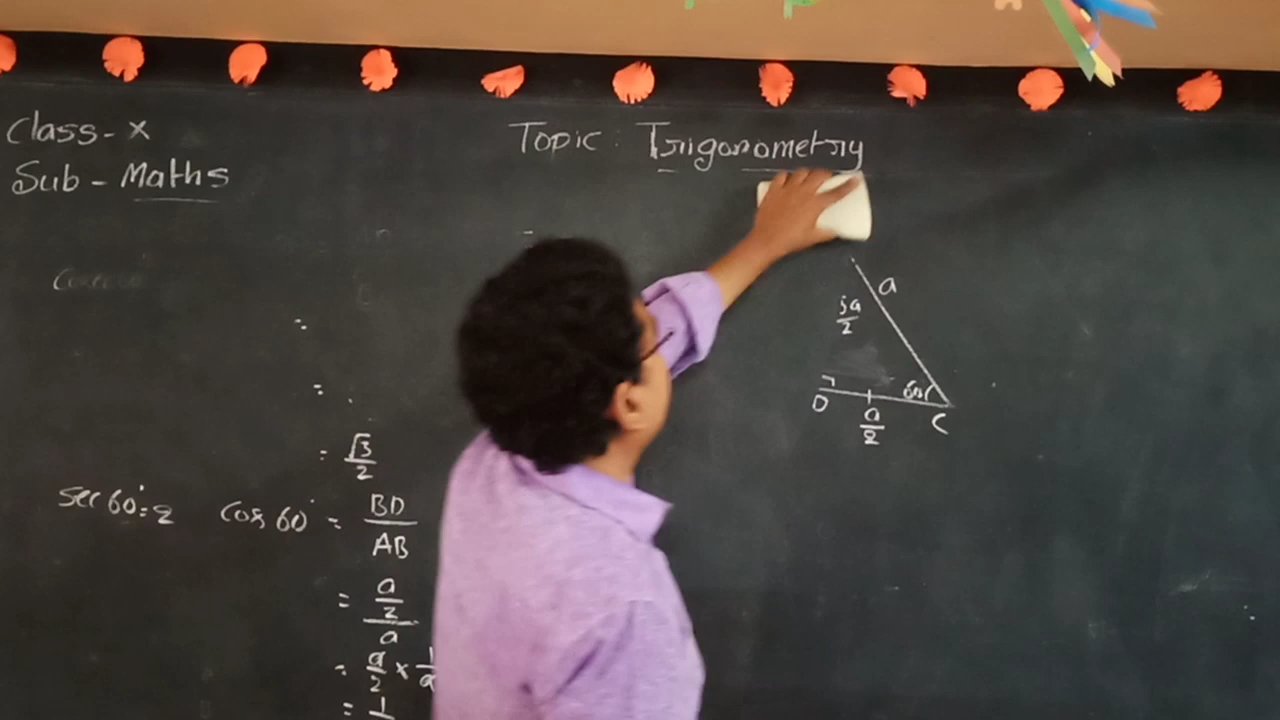 Class - X
Sub - Maths
Topic : Trigonometry
a
a
2
60°
D
C
a
2
= √3
2
sec 60° = 2 cos 60° = BD
AB
= a
2
a
= a × 1
2 a
= 1